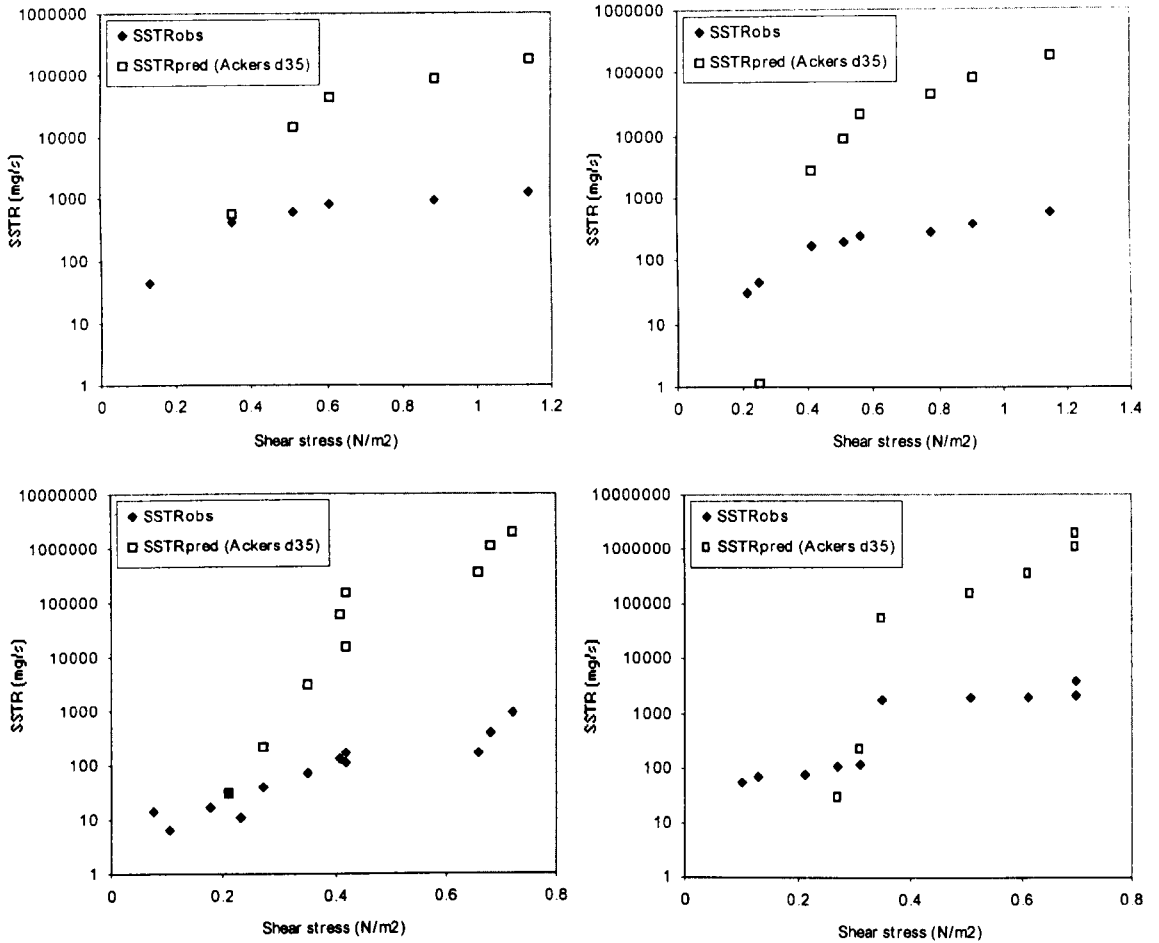 1000000
100000
10000
1000
100
10
1
SSTR (mg/s)
SSTRobs
SSTRpred (Ackers d35)
0 0.2 0.4 0.6 0.8 1 1.2
Shear stress (N/m2)
1000000
100000
10000
1000
100
10
1
SSTR (mg/s)
SSTRobs
SSTRpred (Ackers d35)
0 0.2 0.4 0.6 0.8 1 1.2 1.4
Shear stress (N/m2)
10000000
1000000
100000
10000
1000
100
10
1
SSTR (mg/s)
SSTRobs
SSTRpred (Ackers d35)
0 0.2 0.4 0.6 0.8
Shear stress (N/m2)
10000000
1000000
100000
10000
1000
100
10
1
SSTR (mg/s)
SSTRobs
SSTRpred (Ackers d35)
0 0.2 0.4 0.6 0.8
Shear stress (N/m2)